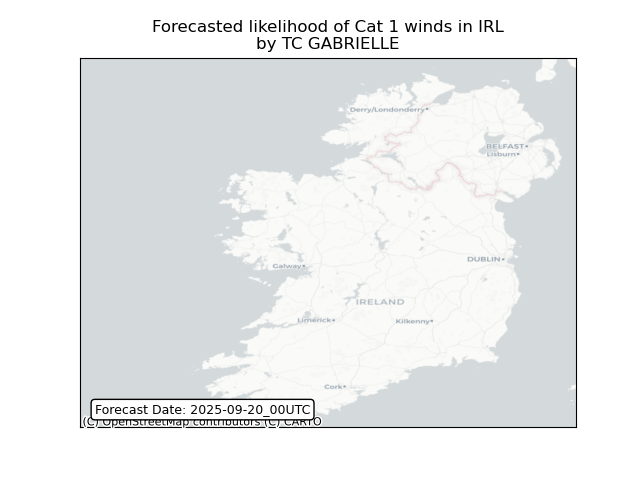 Forecasted likelihood of Cat 1 winds in IRL
by TC GABRIELLE
Derry/Londonderry
BELFAST
Lisburn
Galway
DUBLIN
IRELAND
Limerick
Kilkenny
Cork
Forecast Date: 2025-09-20_00UTC
(C) OpenStreetMap contributors (C) CARTO